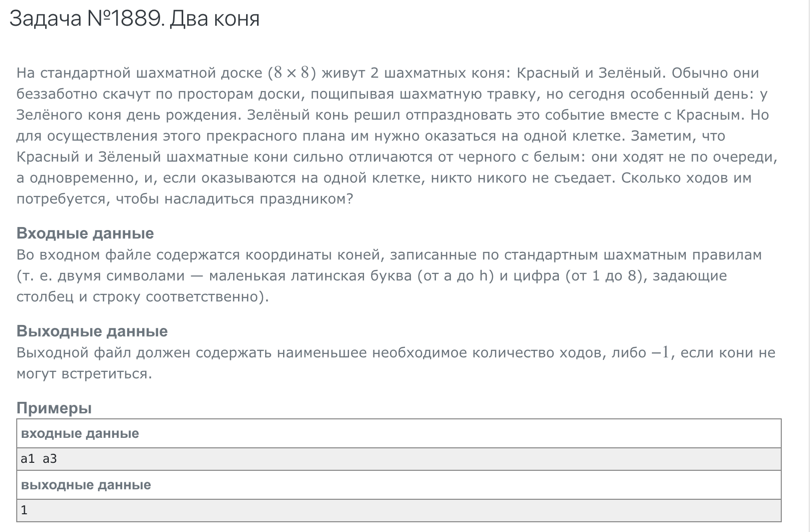 Задача №1889. Два коня
На стандартной шахматной доске (8 × 8) живут 2 шахматных коня: Красный и Зелёный. Обычно они
беззаботно скачут по просторам доски, пощипывая шахматную травку, но сегодня особенный день: у
Зелёного коня день рождения. Зелёный конь решил отпраздновать это событие вместе с Красным. Но
для осуществления этого прекрасного плана им нужно оказаться на одной клетке. Заметим, что
Красный и Зёленый шахматные кони сильно отличаются от черного с белым: они ходят не по очереди,
а одновременно, и, если оказываются на одной клетке, никто никого не съедает. Сколько ходов им
потребуется, чтобы насладиться праздником?
Входные данные
Во входном файле содержатся координаты коней, записанные по стандартным шахматным правилам
(т. е. двумя символами — маленькая латинская буква (от a до h) и цифра (от 1 до 8), задающие
столбец и строку соответственно).
Выходные данные
Выходной файл должен содержать наименьшее необходимое количество ходов, либо −1, если кони не
могут встретиться.
Примеры
входные данные
a1 a3
выходные данные
1